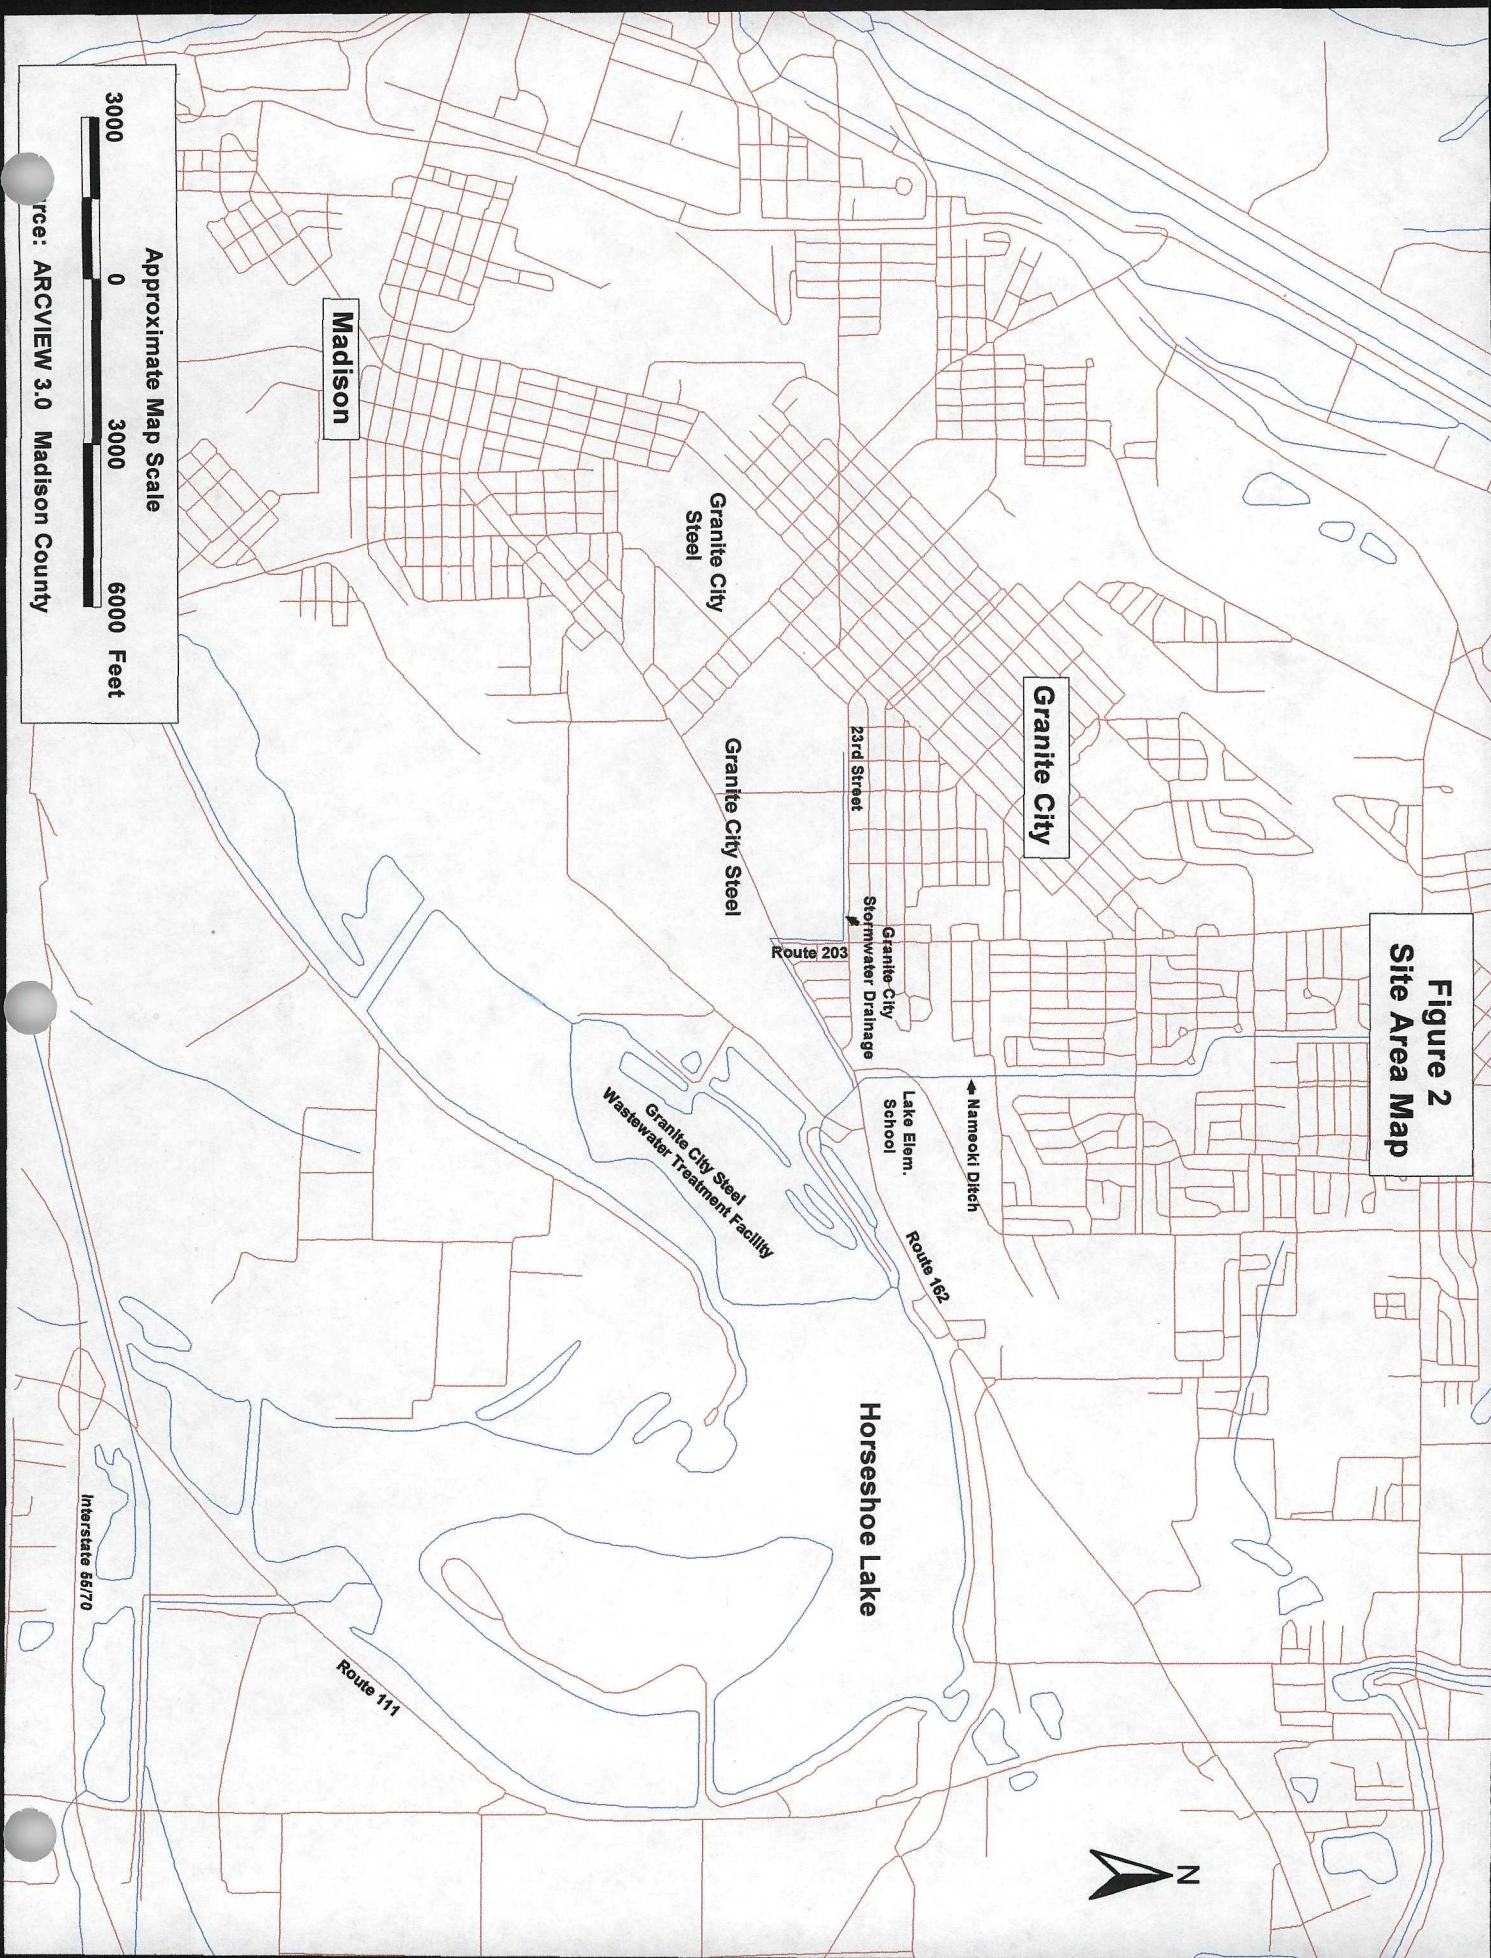 Figure 2
Site Area Map
N
Granite City
23rd Street
Granite City
Stormwater Drainage
Nameoki Ditch
Lake Elem.
School
Route 203
Route 162
Granite City
Steel
Granite City Steel
Horseshoe Lake
Granite City Steel
Wastewater Treatment Facility
Madison
Route 111
Interstate 55/70
Approximate Map Scale
3000 0 3000 6000 Feet
rce: ARCVIEW 3.0 Madison County